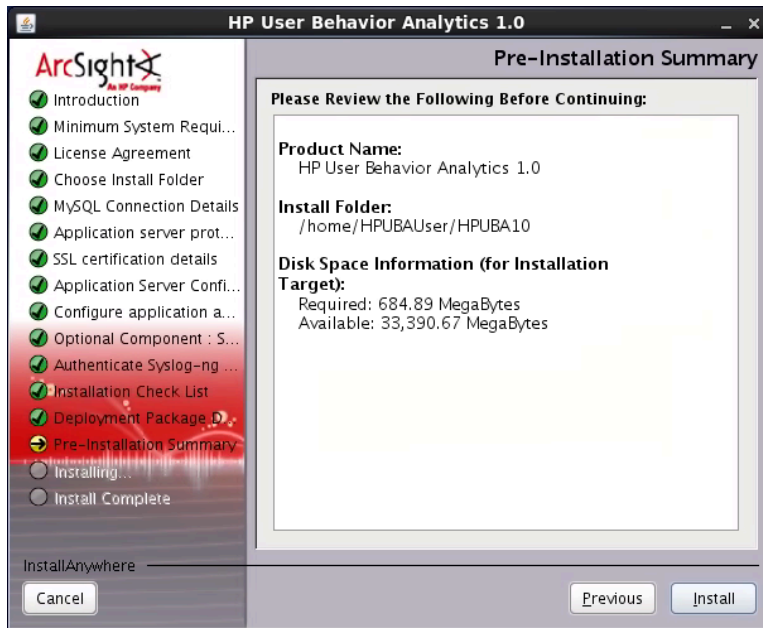 HP User Behavior Analytics 1.0
ArcSight
An HP Company
Introduction
Minimum System Requi...
License Agreement
Choose Install Folder
MySQL Connection Details
Application server prot...
SSL certification details
Application Server Confi...
Configure application a...
Optional Component : S...
Authenticate Syslog-ng ...
Installation Check List
Deployment Package D...
Pre-Installation Summary
Installing...
Install Complete
Pre-Installation Summary
Please Review the Following Before Continuing:
Product Name:
HP User Behavior Analytics 1.0
Install Folder:
/home/HPUBAUser/HPUBA10
Disk Space Information (for Installation
Target):
Required: 684.89 MegaBytes
Available: 33,390.67 MegaBytes
InstallAnywhere
Cancel
Previous
Install